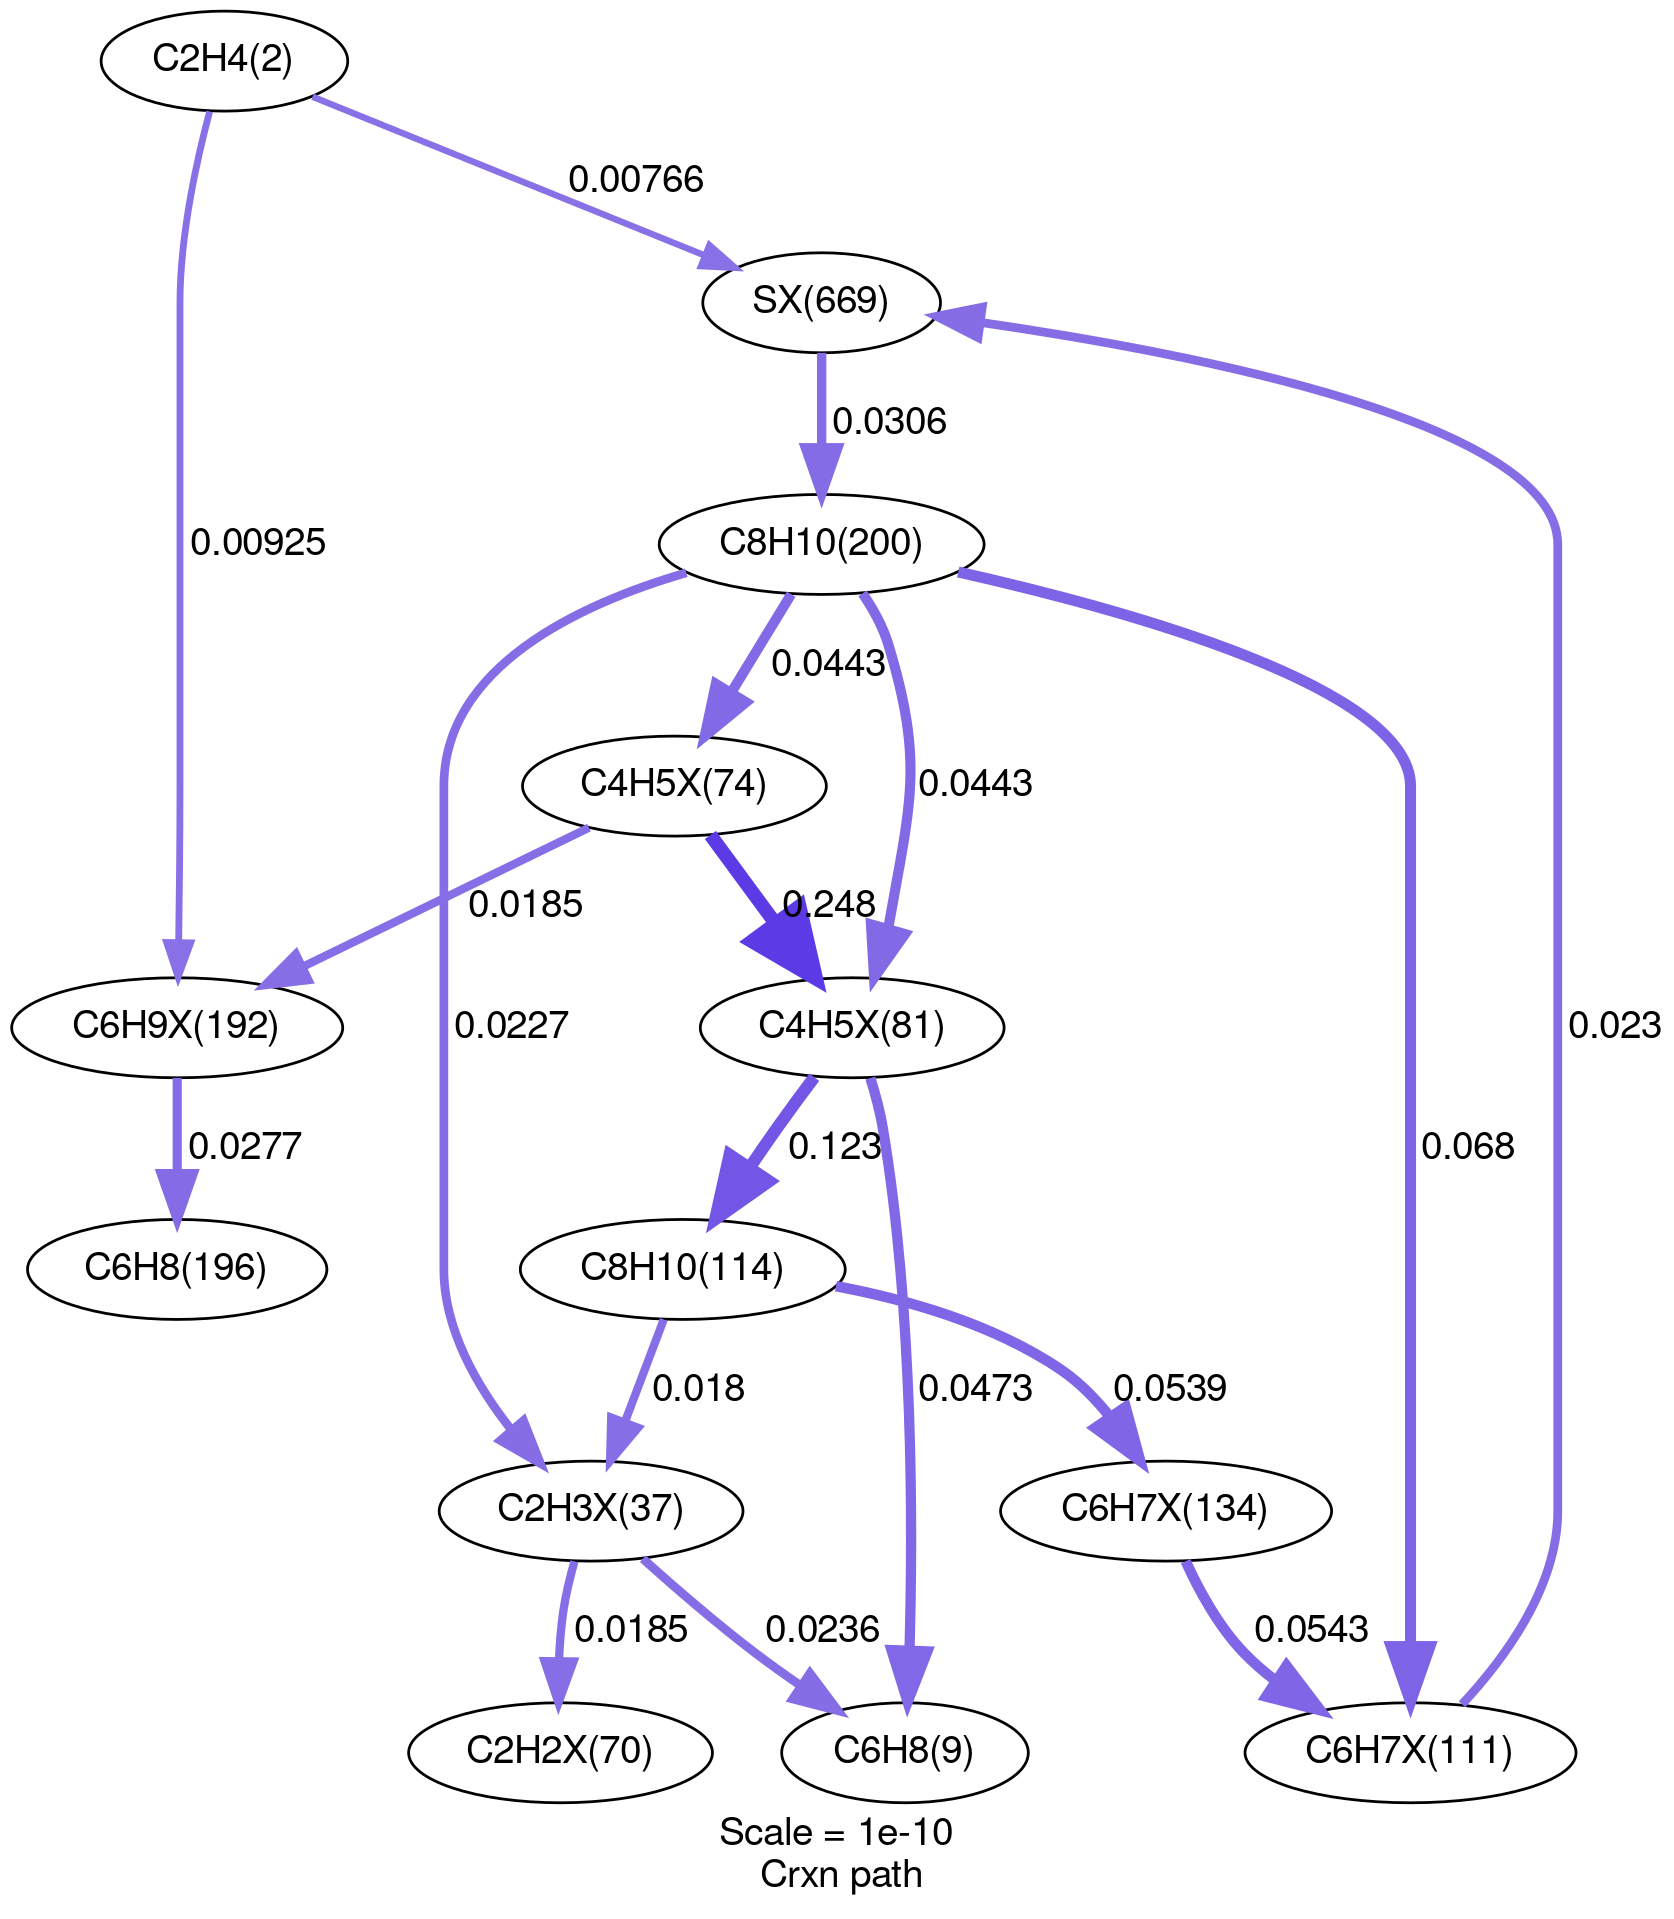 C2H4(2)
0.00766
SX(669)
0.0306
C8H10(200)
0.00925
0.0443
C4H5X(74)
0.0443
0.0185
0.248
C6H9X(192)
0.0227
C4H5X(81)
0.023
0.0277
0.123
0.068
C6H8(196)
C8H10(114)
0.018
0.0473
0.0539
C2H3X(37)
C6H7X(134)
0.0185
0.0236
0.0543
C2H2X(70)
C6H8(9)
C6H7X(111)
Scale = 1e-10
Crxn path